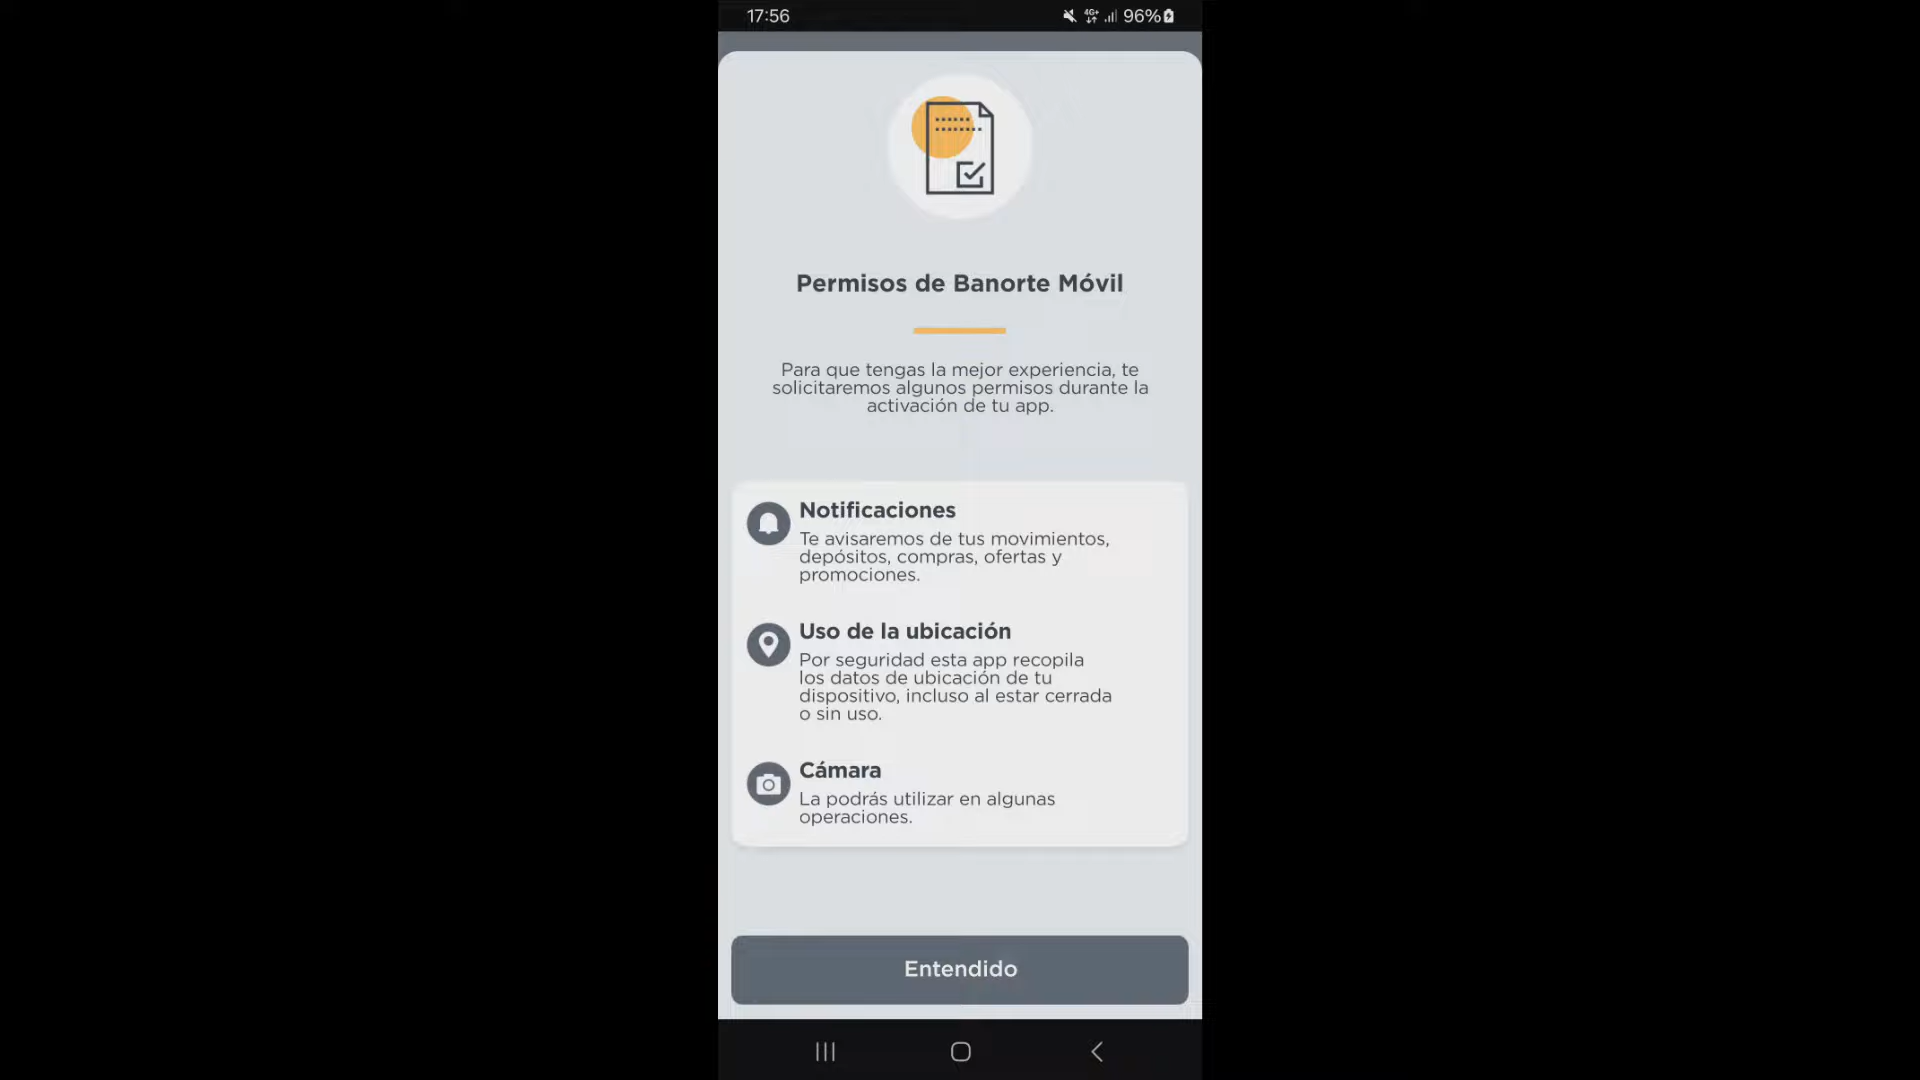 17:56
4G+ 96%
Permisos de Banorte Móvil
Para que tengas la mejor experiencia, te
solicitaremos algunos permisos durante la
activación de tu app.
Notificaciones
Te avisaremos de tus movimientos,
depósitos, compras, ofertas y
promociones.
Uso de la ubicación
Por seguridad esta app recopila
los datos de ubicación de tu
dispositivo, incluso al estar cerrada
o sin uso.
Cámara
La podrás utilizar en algunas
operaciones.
Entendido